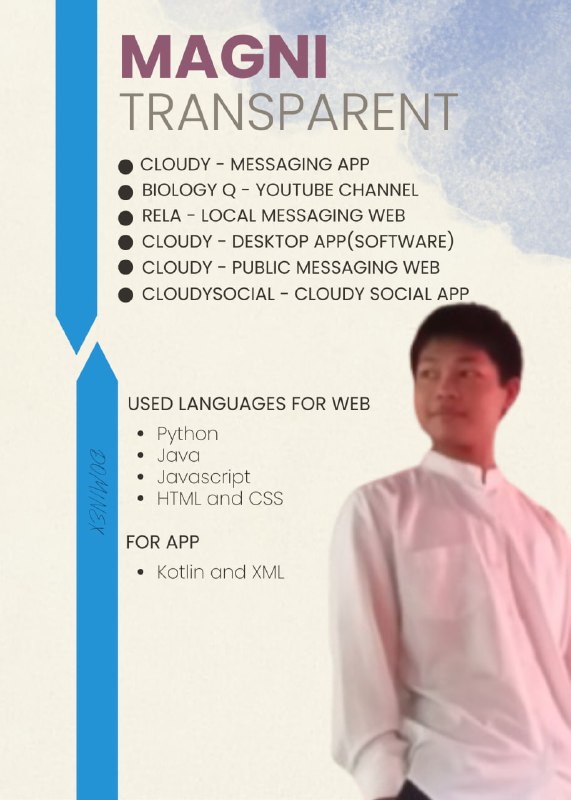 MAGNI
TRANSPARENT
● CLOUDY - MESSAGING APP
● BIOLOGY Q - YOUTUBE CHANNEL
● RELA - LOCAL MESSAGING WEB
● CLOUDY - DESKTOP APP(SOFTWARE)
● CLOUDY - PUBLIC MESSAGING WEB
● CLOUDYSOCIAL - CLOUDY SOCIAL APP
USED LANGUAGES FOR WEB
• Python
• Java
• Javascript
• HTML and CSS
FOR APP
• Kotlin and XML
DOMINEX